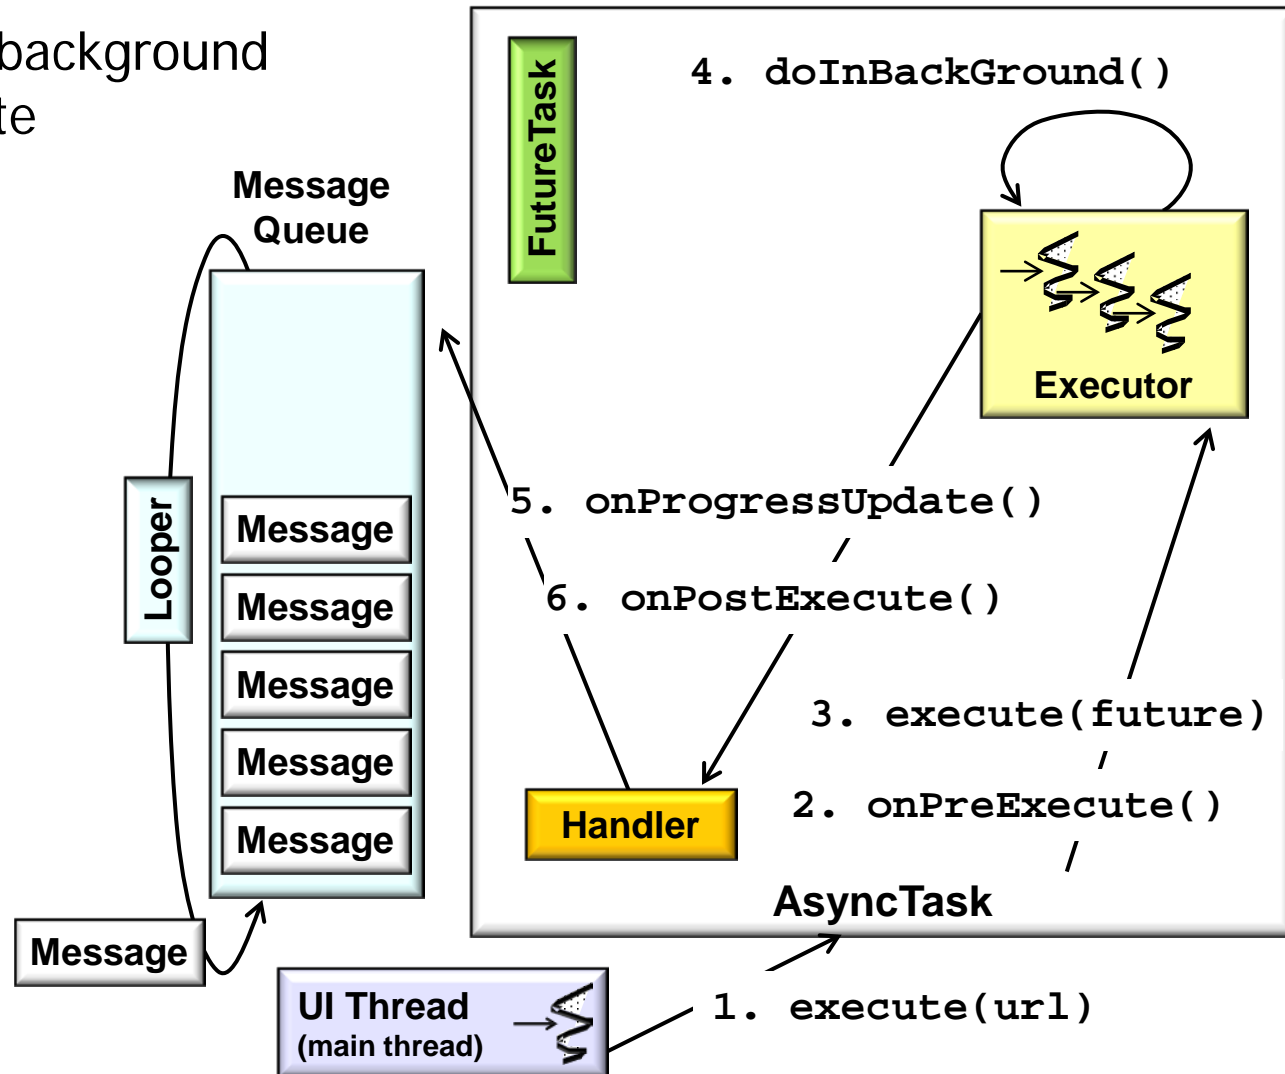 background
te
4. doInBackGround()
FutureTask
Message
Queue
Executor
Looper
Message
Message
Message
Message
Message
5. onProgressUpdate()
6. onPostExecute()
3. execute(future)
2. onPreExecute()
Handler
AsyncTask
Message
UI Thread
(main thread)
1. execute(url)